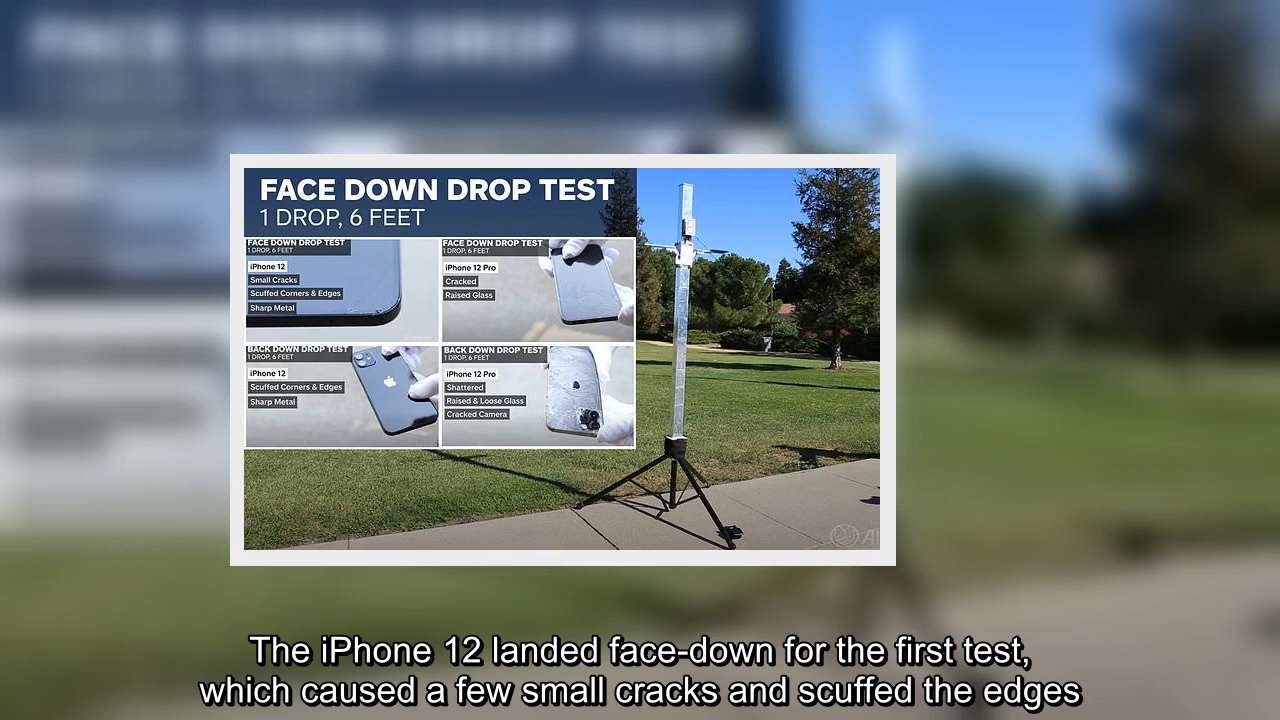 FACE DOWN DROP TEST
1 DROP, 6 FEET
FACE DOWN DROP TEST
1 DROP, 6 FEET
iPhone 12
Small Cracks
Scuffed Corners & Edges
Sharp Metal
FACE DOWN DROP TEST
1 DROP, 6 FEET
iPhone 12 Pro
Cracked
Raised Glass
BACK DOWN DROP TEST
1 DROP, 6 FEET
iPhone 12
Scuffed Corners & Edges
Sharp Metal
BACK DOWN DROP TEST
1 DROP, 6 FEET
iPhone 12 Pro
Shattered
Raised & Loose Glass
Cracked Camera
The iPhone 12 landed face-down for the first test,
which caused a few small cracks and scuffed the edges